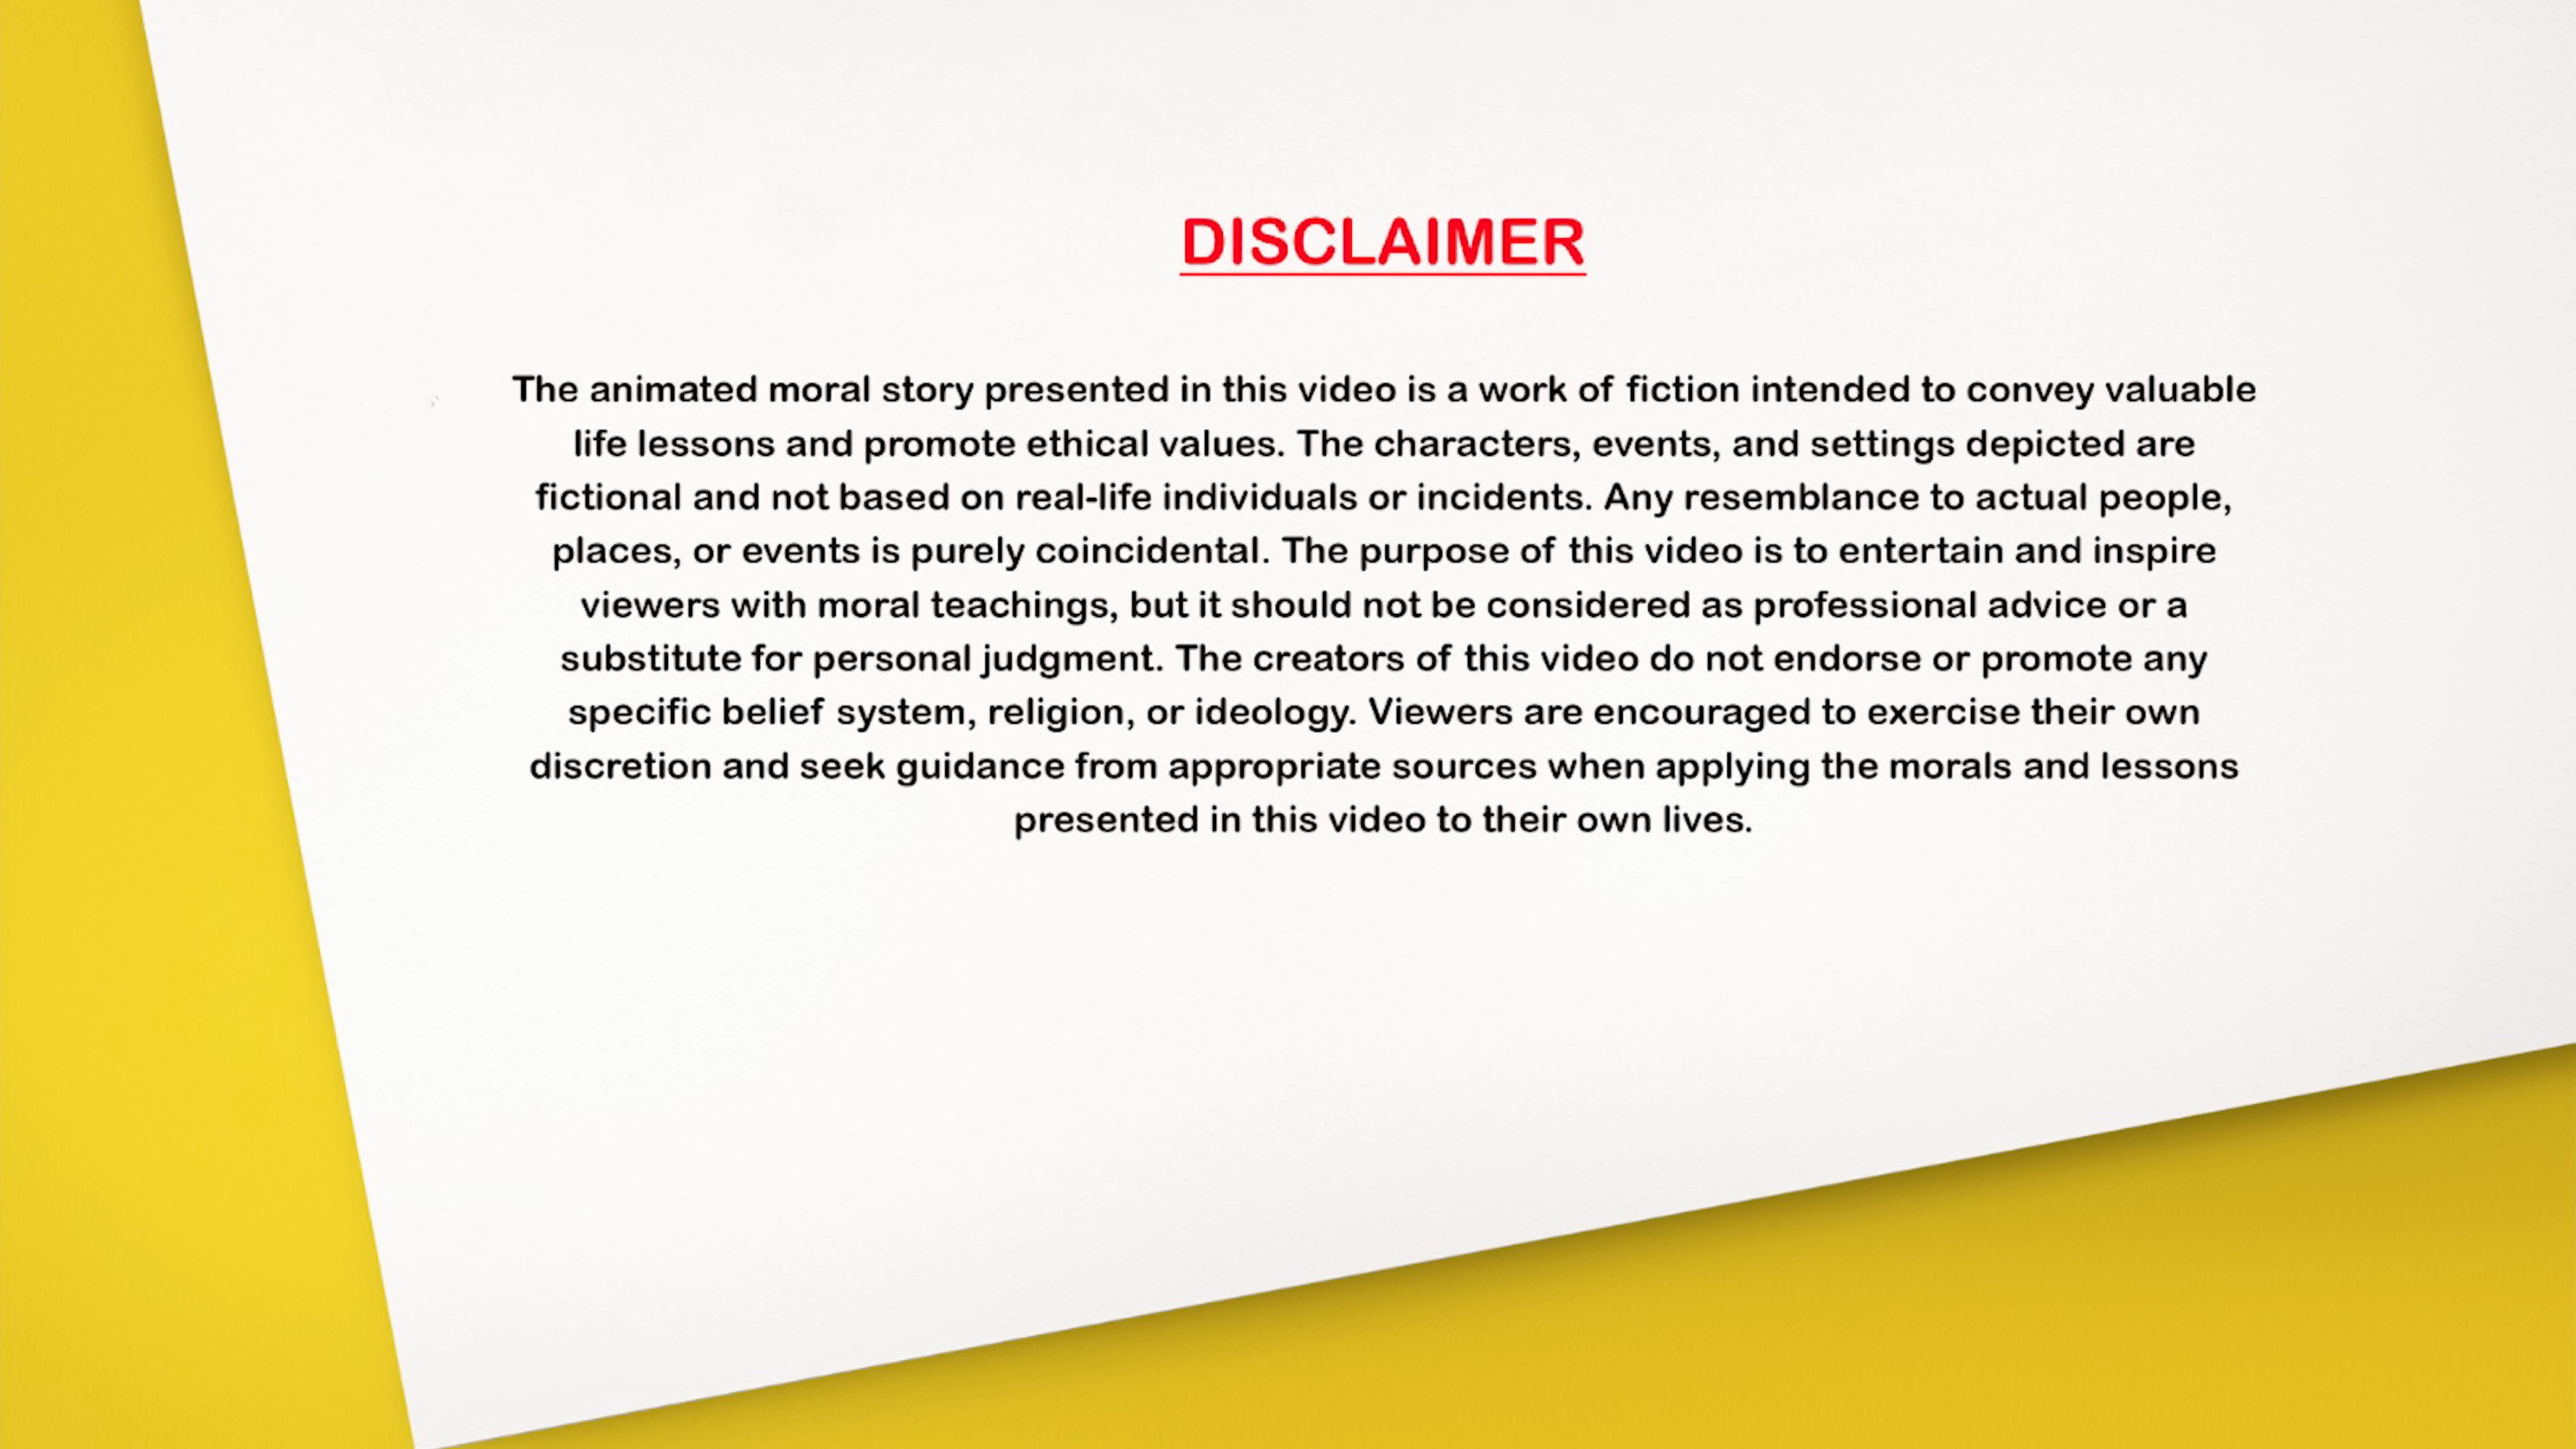 DISCLAIMER
The animated moral story presented in this video is a work of fiction intended to convey valuable
life lessons and promote ethical values. The characters, events, and settings depicted are
fictional and not based on real-life individuals or incidents. Any resemblance to actual people,
places, or events is purely coincidental. The purpose of this video is to entertain and inspire
viewers with moral teachings, but it should not be considered as professional advice or a
substitute for personal judgment. The creators of this video do not endorse or promote any
specific belief system, religion, or ideology. Viewers are encouraged to exercise their own
discretion and seek guidance from appropriate sources when applying the morals and lessons
presented in this video to their own lives.